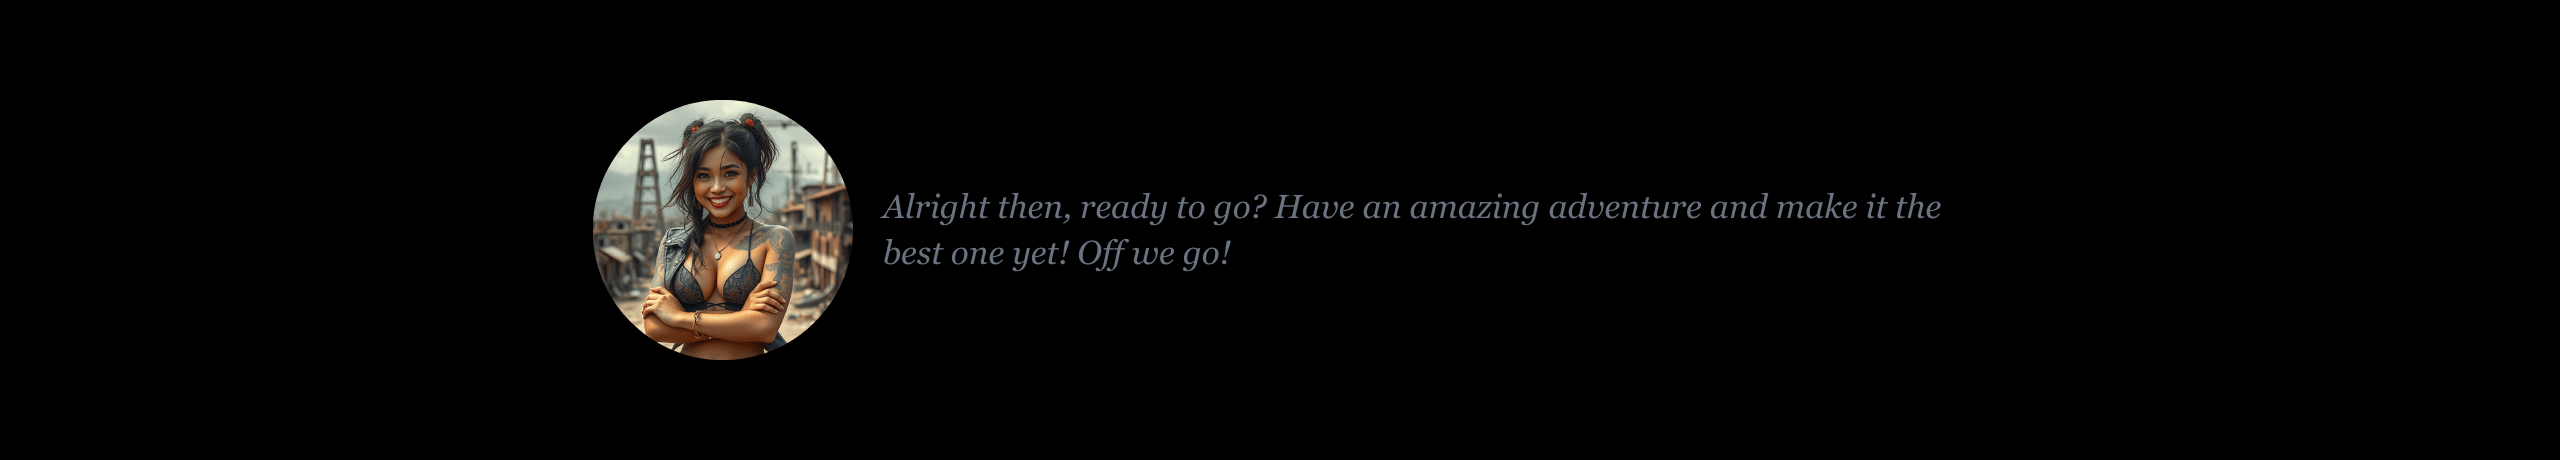 Alright then, ready to go? Have an amazing adventure and make it the
best one yet! Off we go!